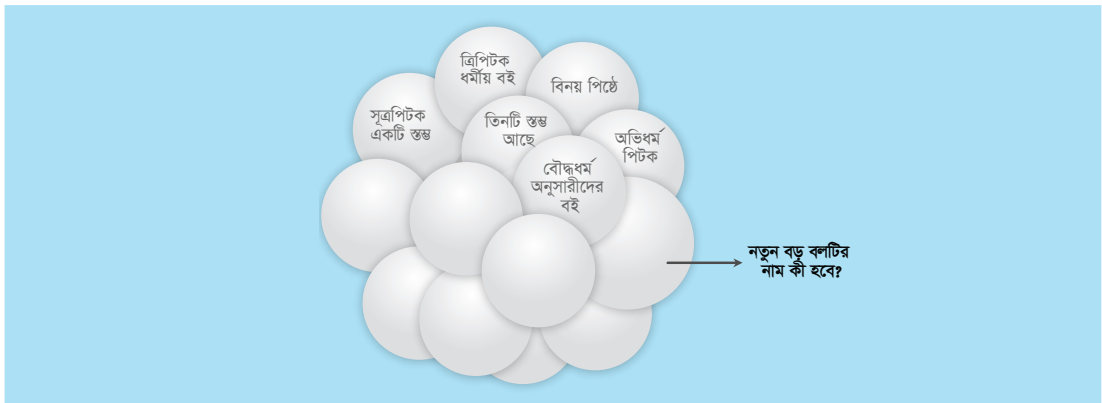 ত্রিপিটক
ধর্মীয় বই
বিনয় পিষ্ঠে
সূত্রপিটক
একটি স্তম্ভ
তিনটি স্তম্ভ
আছে
অভিধর্ম
পিটক
বৌদ্ধধর্ম
অনুসারীদের
বই
নতুন বড় বলটির
নাম কী হবে?